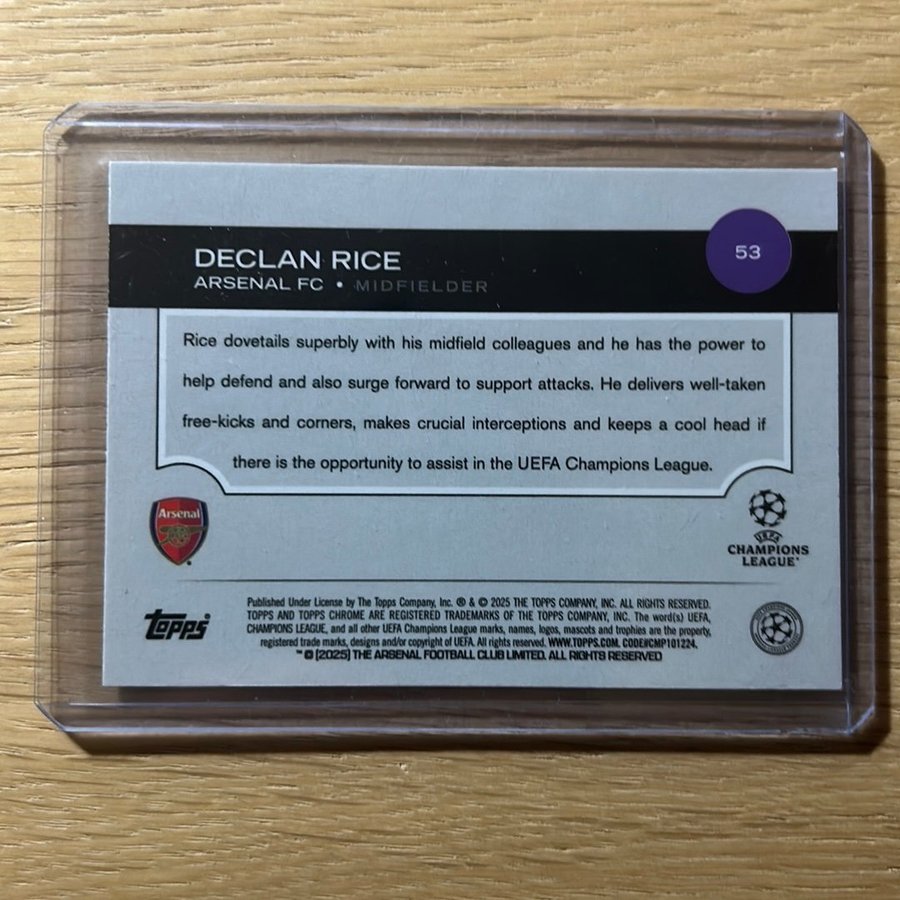 DECLAN RICE
ARSENAL FC • MIDFIELDER
53
Rice dovetails superbly with his midfield colleagues and he has the power to
help defend and also surge forward to support attacks. He delivers well-taken
free-kicks and corners, makes crucial interceptions and keeps a cool head if
there is the opportunity to assist in the UEFA Champions League.
Arsenal
UEFA
CHAMPIONS
LEAGUE
Topps
Published Under License by The Topps Company, Inc. ® & © 2025 THE TOPPS COMPANY, INC. ALL RIGHTS RESERVED.
TOPPS AND TOPPS CHROME ARE REGISTERED TRADEMARKS OF THE TOPPS COMPANY, INC. The word(s) UEFA,
CHAMPIONS LEAGUE, and all other UEFA Champions League marks, names, logos, mascots and trophies are the property,
registered trade marks, designs and/or copyright of UEFA. All rights reserved. WWW.TOPPS.COM. CODE#CMP101224.
™ © [2025] THE ARSENAL FOOTBALL CLUB LIMITED. ALL RIGHTS RESERVED